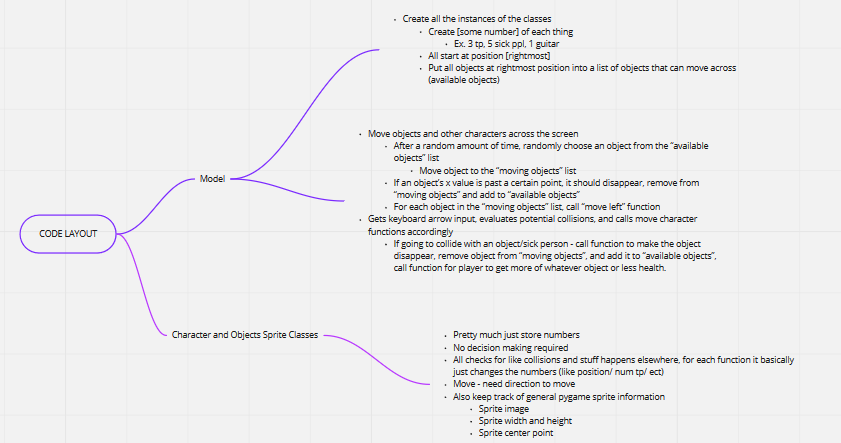 Create all the instances of the classes
Create [some number] of each thing
Ex. 3 tp, 5 sick ppl, 1 guitar
All start at position [rightmost]
Put all objects at rightmost position into a list of objects that can move across
(available objects)
Move objects and other characters across the screen
After a random amount of time, randomly choose an object from the "available
objects" list
Move object to the "moving objects" list
If an object's x value is past a certain point, it should disappear, remove from
"moving objects" and add to "available objects"
For each object in the "moving objects" list, call "move left" function
Gets keyboard arrow input, evaluates potential collisions, and calls move character
functions accordingly
If going to collide with an object/sick person - call function to make the object
disappear, remove object from "moving objects", and add it to "available objects",
call function for player to get more of whatever object or less health.
Model
CODE LAYOUT
Character and Objects Sprite Classes
Pretty much just store numbers
No decision making required
All checks for like collisions and stuff happens elsewhere, for each function it basically
just changes the numbers (like position/ num tp/ ect)
Move - need direction to move
Also keep track of general pygame sprite information
Sprite image
Sprite width and height
Sprite center point